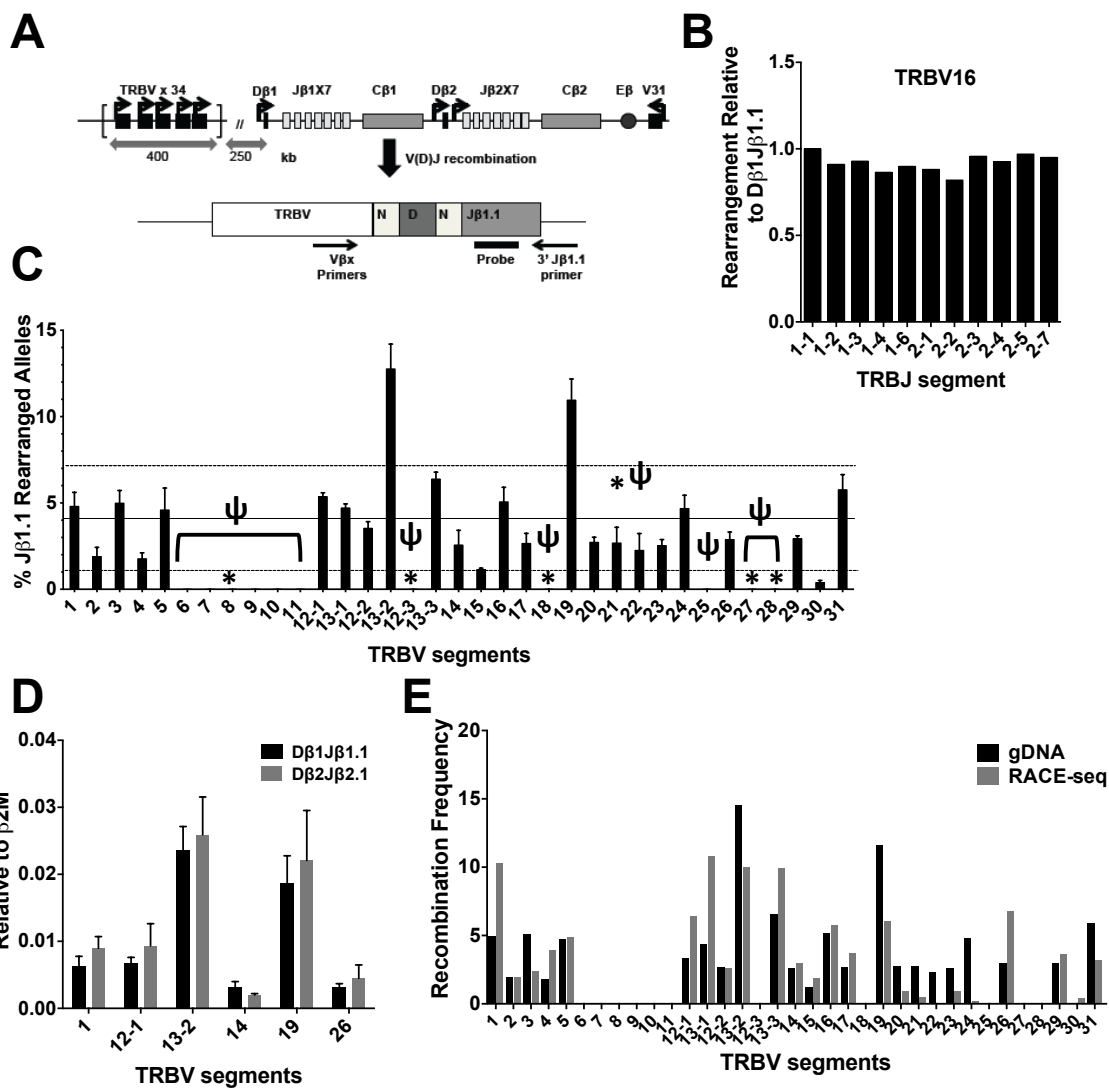 A
TRBV x 34
Dβ1
Jβ1X7
Cβ1
Dβ2
Jβ2X7
Cβ2
Eβ
V31
//
400
250
kb
V(D)J recombination
TRBV
N
D
N
Jβ1.1
Vβx
Primers
Probe
3' Jβ1.1
primer
B
TRBV16
Rearrangement Relative
to Dβ1Jβ1.1
1.5
1.0
0.5
0.0
1-1 1-2 1-3 1-4 1-6 2-1 2-2 2-3 2-4 2-5 2-7
TRBJ segment
C
% Jβ1.1 Rearranged Alleles
15
10
5
0
ψ
*
ψ
*
ψ
*
* ψ
ψ
ψ
* *
1 2 3 4 5 6 7 8 9 10 11 12-1 13-1 12-2 13-2 12-3 13-3 14 15 16 17 18 19 20 21 22 23 24 25 26 27 28 29 30 31
TRBV segments
D
Relative to β2M
0.04
0.03
0.02
0.01
0.00
Dβ1Jβ1.1
Dβ2Jβ2.1
1 12-1 13-2 14 19 26
TRBV segments
E
Recombination Frequency
20
15
10
5
0
gDNA
RACE-seq
1 2 3 4 5 6 7 8 9 10 11 12-1 13-1 12-2 13-2 12-3 13-3 14 15 16 17 18 19 20 21 22 23 24 25 26 27 28 29 30 31
TRBV segments